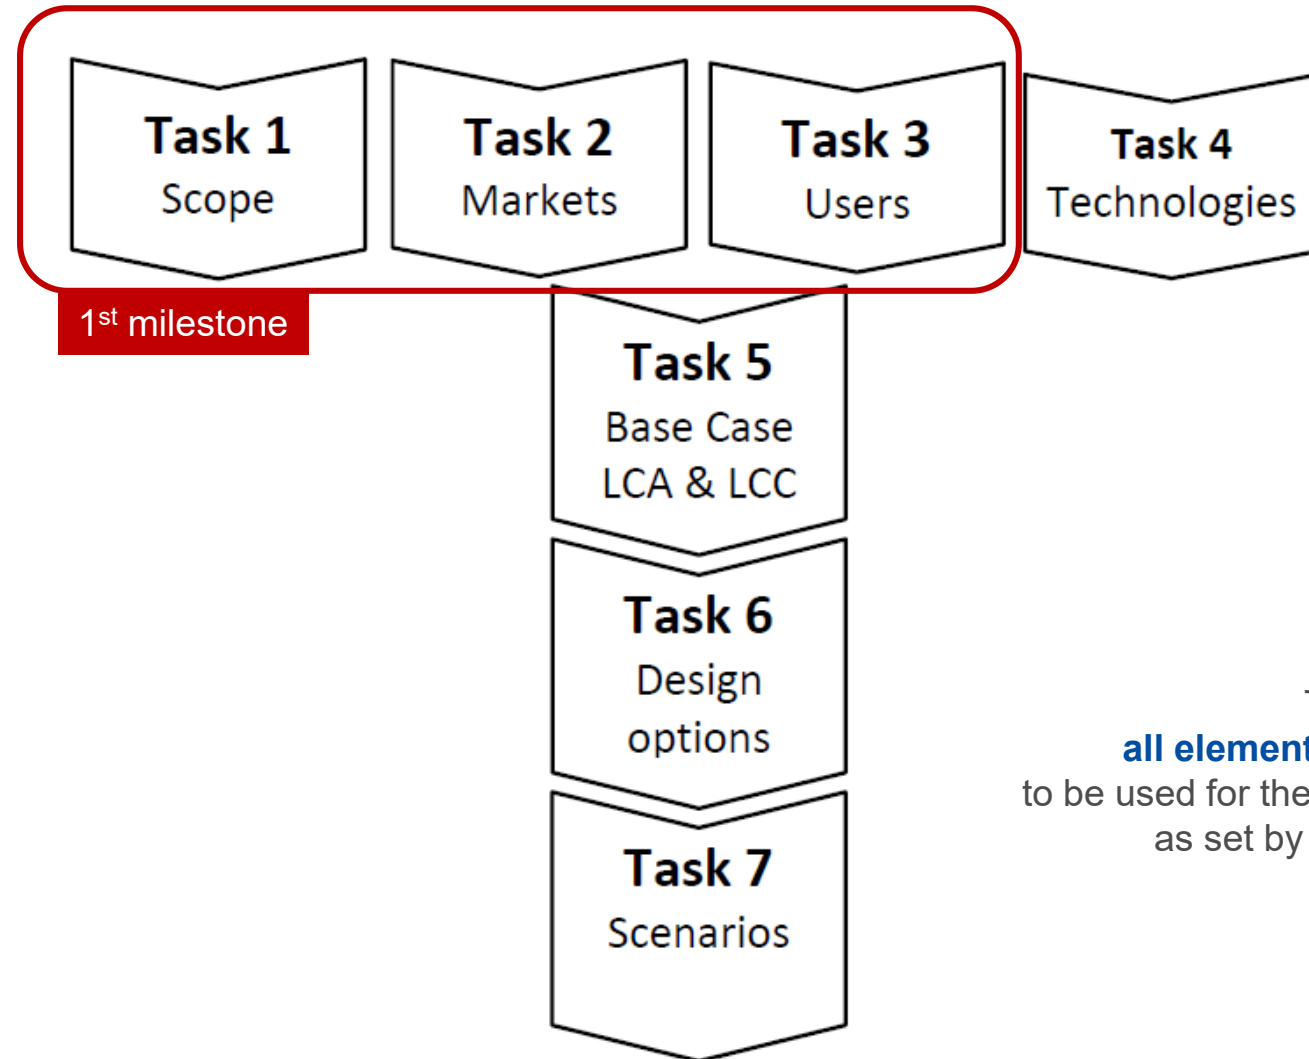 Task 1
Scope
Task 2
Markets
Task 3
Users
Task 4
Technologies
1st milestone
Task 5
Base Case
LCA & LCC
Task 6
Design
options
Task 7
Scenarios
all element
to be used for the
as set by